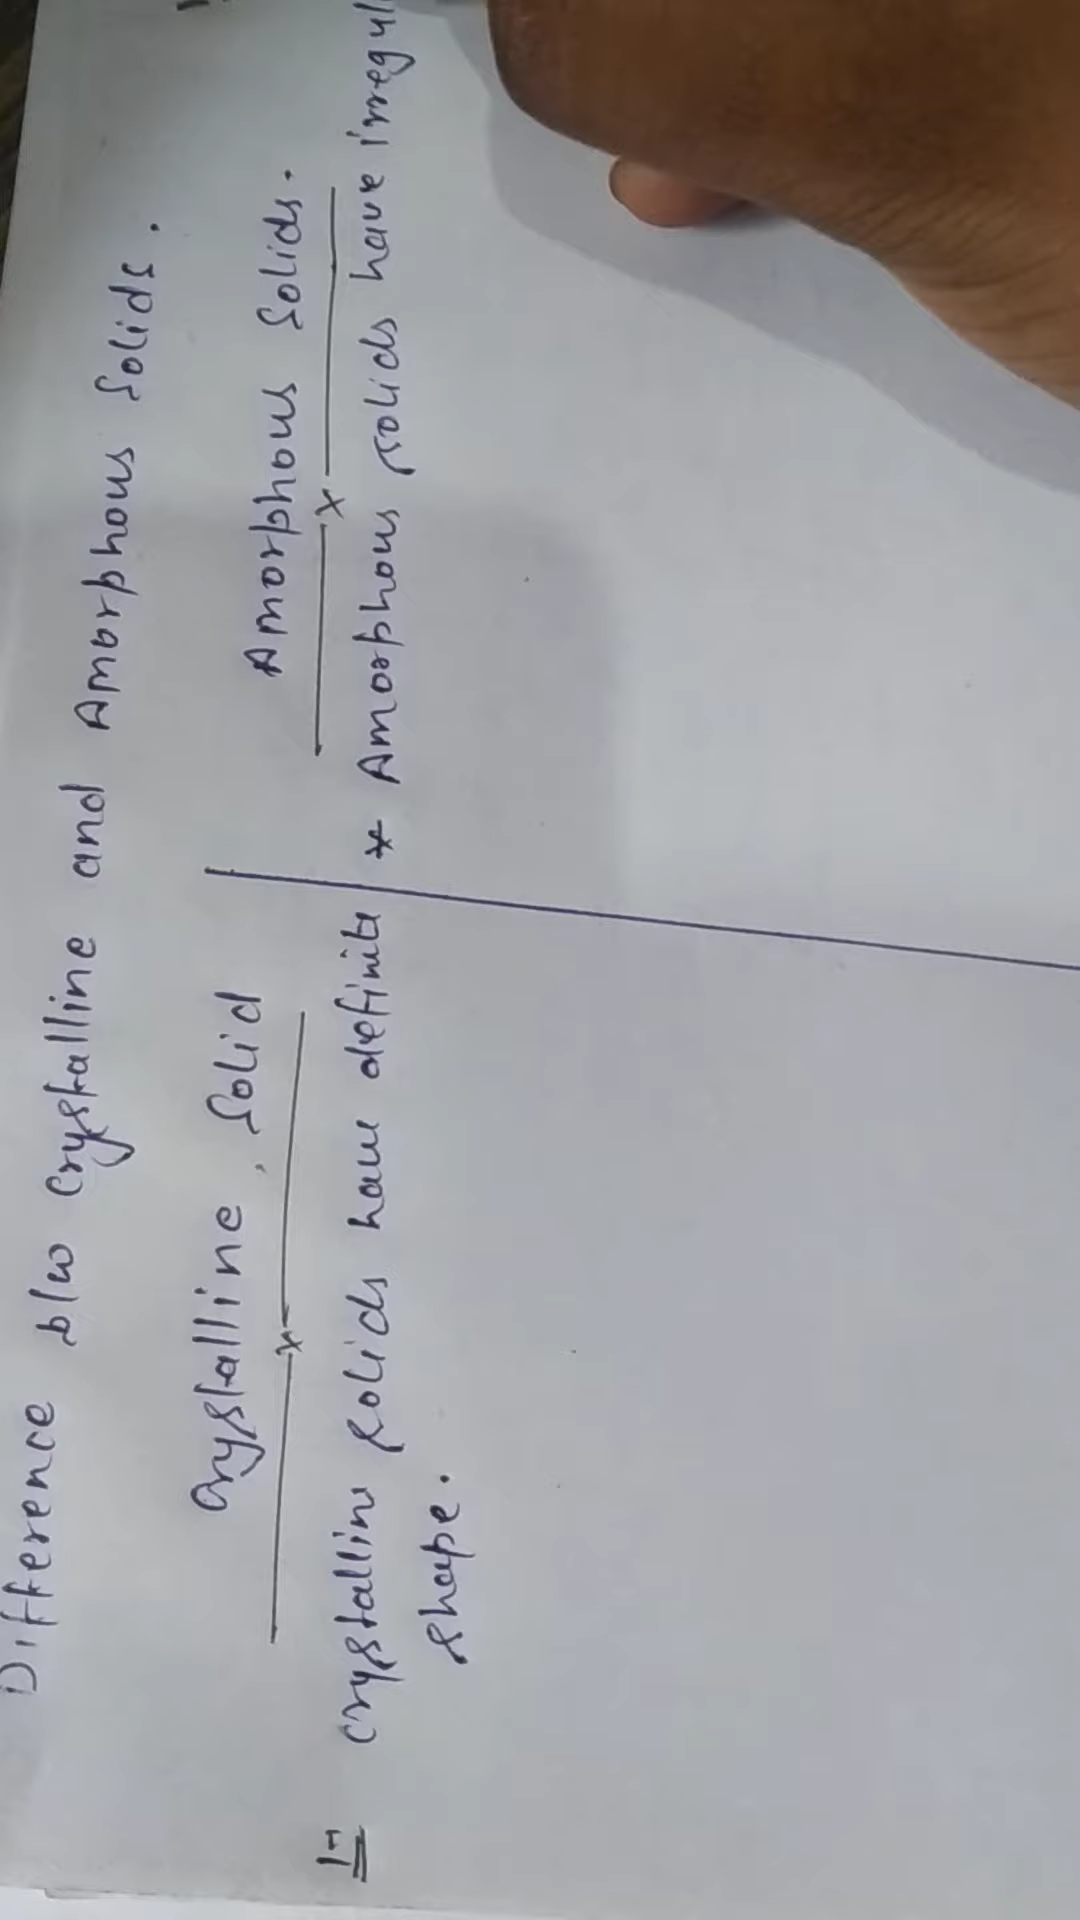 Difference b/w Crystalline and Amorphous Solids.
Crystalline Solid
Amorphous Solids.
1- Crystalline solids have definite
shape.
* Amorphous solids have irregul